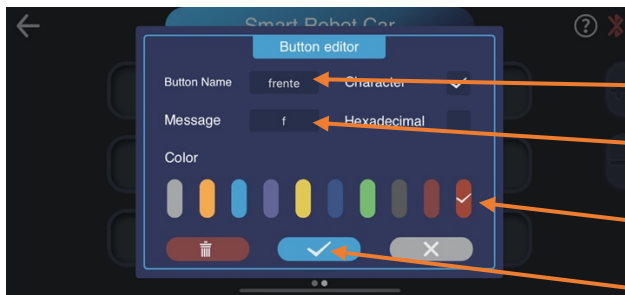 Smart Robot Car
Button editor
Button Name frente Character
Message f Hexadecimal
Color